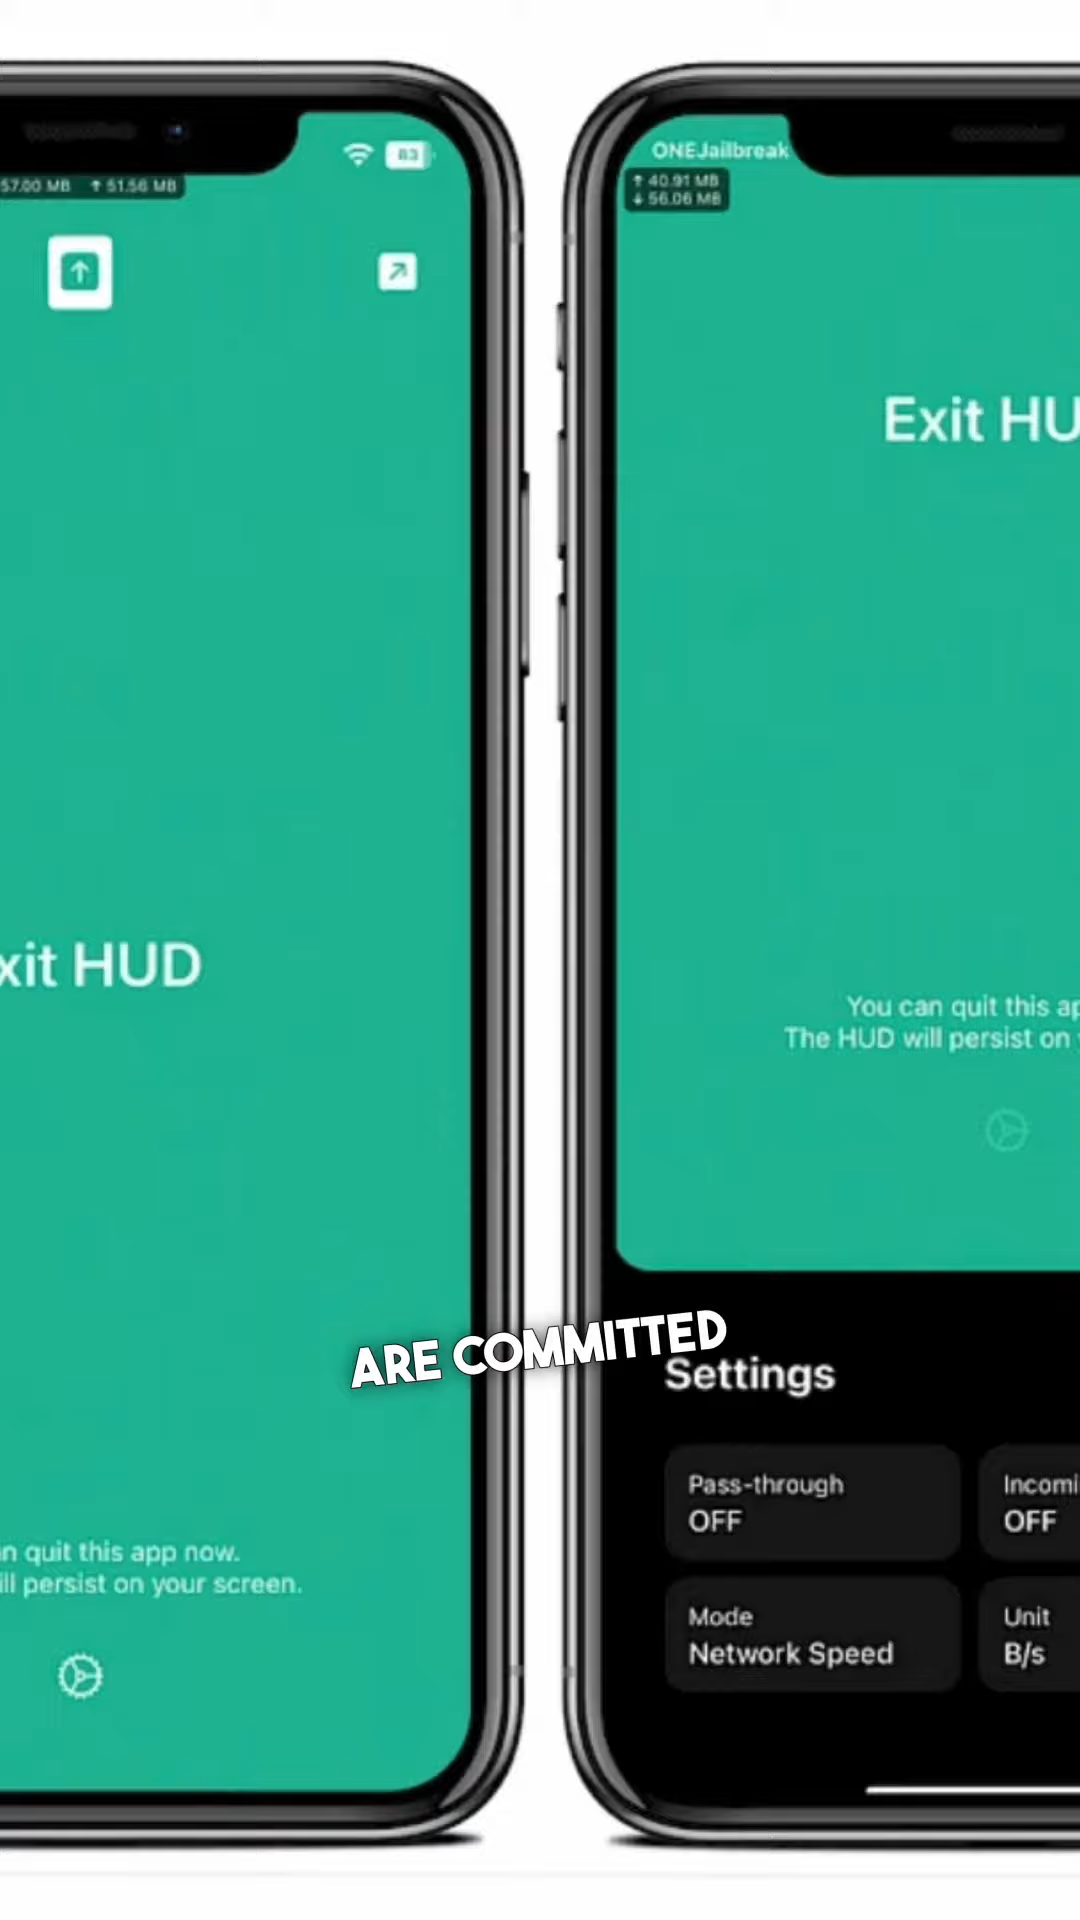 57.00 MB ↑ 51.56 MB
xit HUD
n quit this app now.
ill persist on your screen.
ONEJailbreak
↑ 40.91 MB
↓ 56.06 MB
Exit HU
You can quit this ap
The HUD will persist on
ARE COMMITTED
Settings
Pass-through
OFF
Incomi
OFF
Mode
Network Speed
Unit
B/s